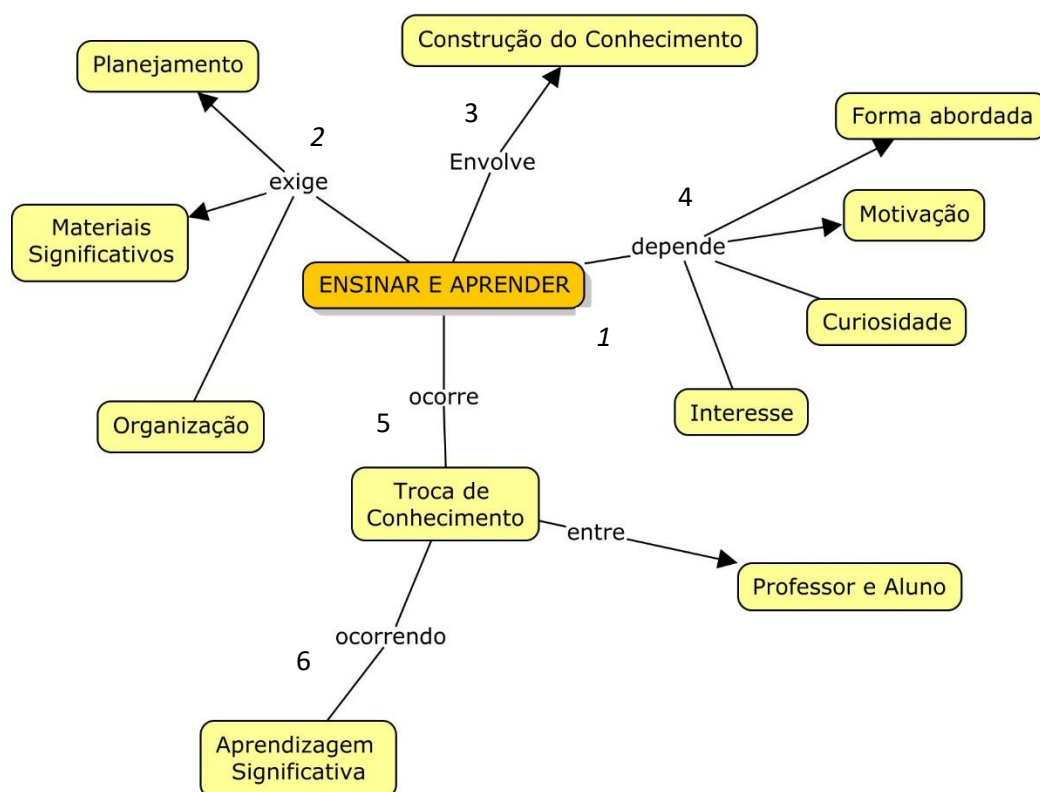 Construção do Conhecimento
Planejamento
3
Forma abordada
2
Envolve
exige
4
Materiais
Significativos
Motivação
depende
ENSINAR E APRENDER
1
Curiosidade
ocorre
Interesse
Organização
5
Troca de
Conhecimento
entre
Professor e Aluno
ocorrendo
6
Aprendizagem
Significativa